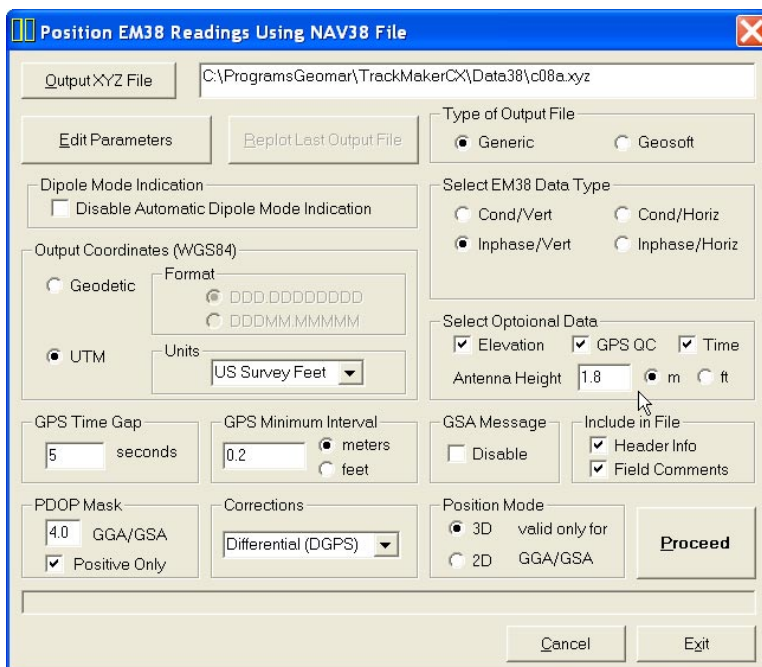 Position EM38 Readings Using NAV38 File
Output XYZ File
C:\ProgramsGeomar\TrackMakerCX\Data38\c08a.xyz
Edit Parameters
Replot Last Output File
Type of Output File
Generic
Geosoft
Dipole Mode Indication
Disable Automatic Dipole Mode Indication
Select EM38 Data Type
Cond/Vert
Cond/Horiz
Inphase/Vert
Inphase/Horiz
Output Coordinates (WGS84)
Geodetic
Format
DDD.DDDDDDDD
DDDMM.MMMMM
UTM
Units
US Survey Feet
Select Optoional Data
Elevation
GPS QC
Time
Antenna Height
1.8
m
ft
GPS Time Gap
5
seconds
GPS Minimum Interval
0.2
meters
feet
GSA Message
Disable
Include in File
Header Info
Field Comments
PDOP Mask
4.0
GGA/GSA
Positive Only
Corrections
Differential (DGPS)
Position Mode
3D
valid only for
2D
GGA/GSA
Proceed
Cancel
Exit